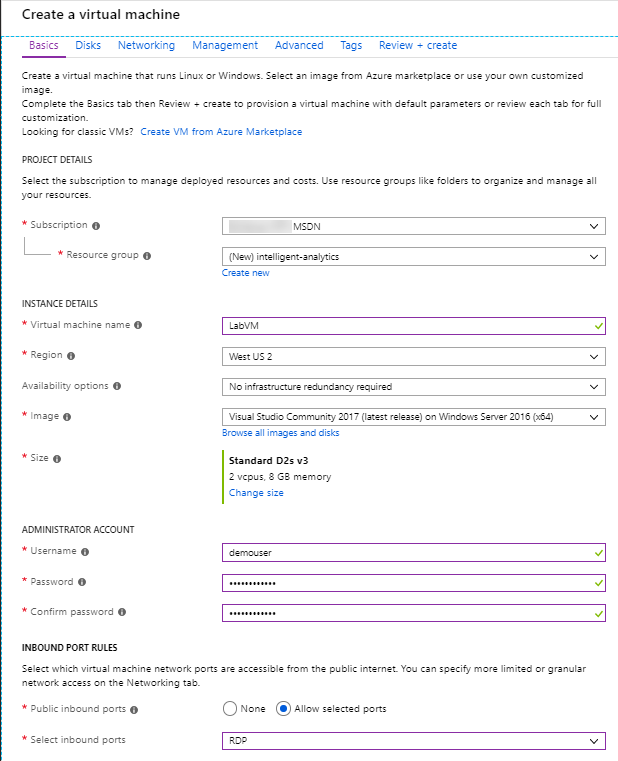 Create a virtual machine
Basics Disks Networking Management Advanced Tags Review + create
Create a virtual machine that runs Linux or Windows. Select an image from Azure marketplace or use your own customized
image.
Complete the Basics tab then Review + create to provision a virtual machine with default parameters or review each tab for full
customization.
Looking for classic VMs? Create VM from Azure Marketplace
PROJECT DETAILS
Select the subscription to manage deployed resources and costs. Use resource groups like folders to organize and manage all
your resources.
* Subscription MSDN
* Resource group (New) intelligent-analytics
Create new
INSTANCE DETAILS
* Virtual machine name LabVM
* Region West US 2
Availability options No infrastructure redundancy required
* Image Visual Studio Community 2017 (latest release) on Windows Server 2016 (x64)
Browse all images and disks
* Size Standard D2s v3
2 vcpus, 8 GB memory
Change size
ADMINISTRATOR ACCOUNT
* Username demouser
* Password ••••••••••••
* Confirm password ••••••••••••
INBOUND PORT RULES
Select which virtual machine network ports are accessible from the public internet. You can specify more limited or granular
network access on the Networking tab.
* Public inbound ports None Allow selected ports
* Select inbound ports RDP